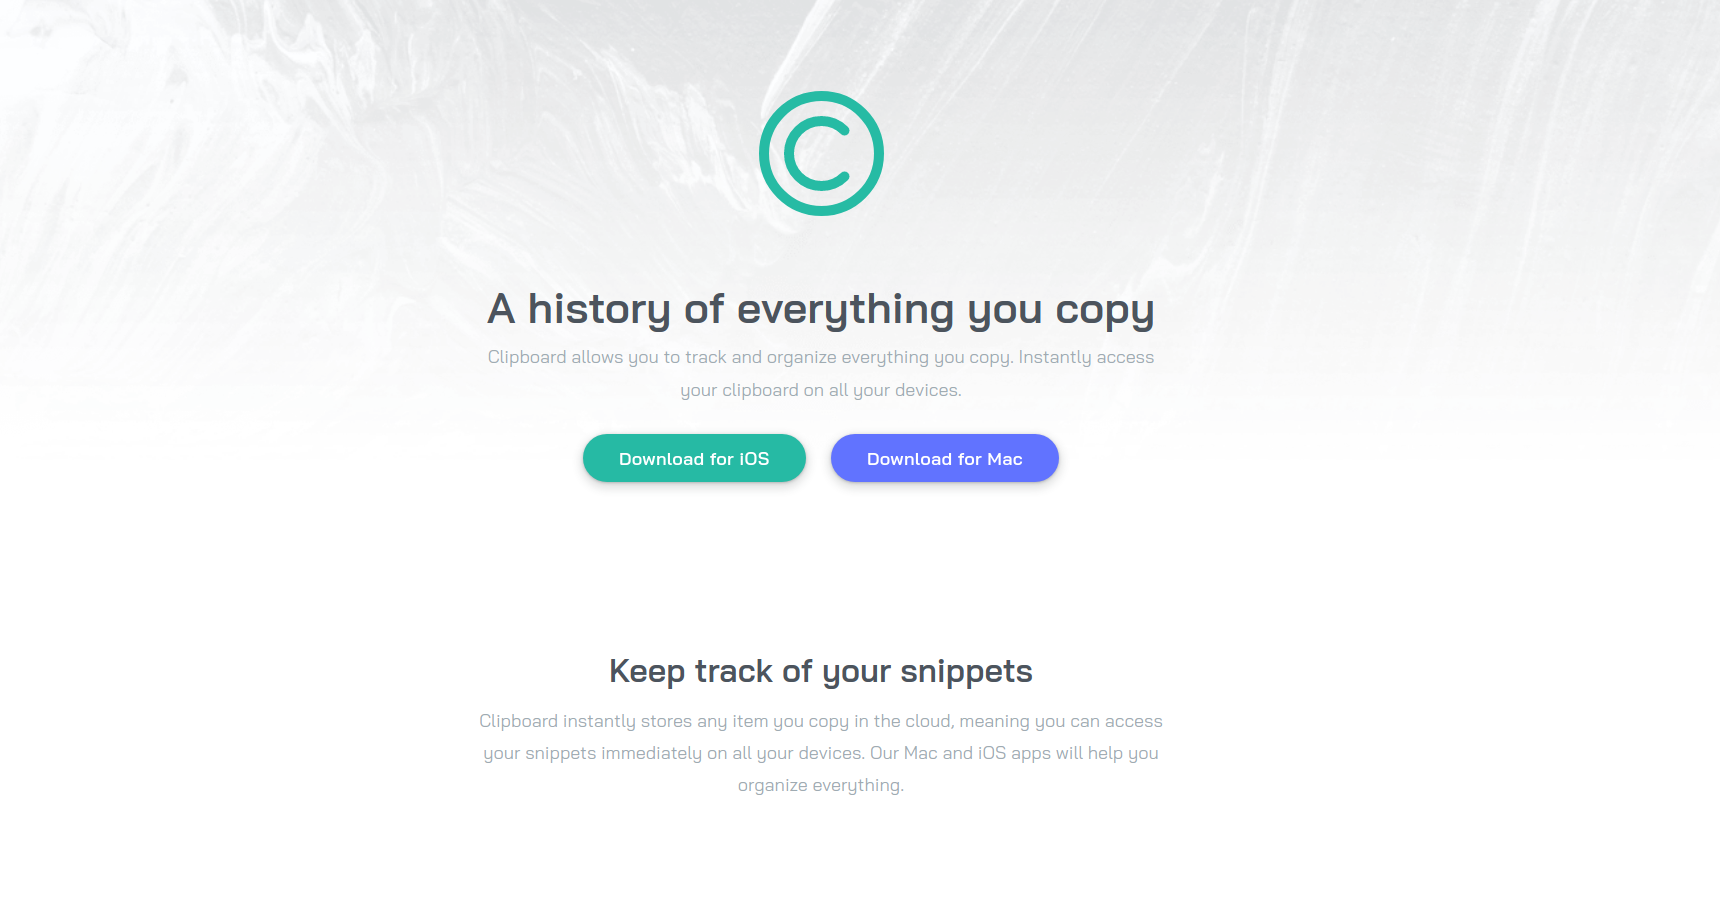 A history of everything you copy
Clipboard allows you to track and organize everything you copy. Instantly access
your clipboard on all your devices.
Download for iOS
Download for Mac
Keep track of your snippets
Clipboard instantly stores any item you copy in the cloud, meaning you can access
your snippets immediately on all your devices. Our Mac and iOS apps will help you
organize everything.